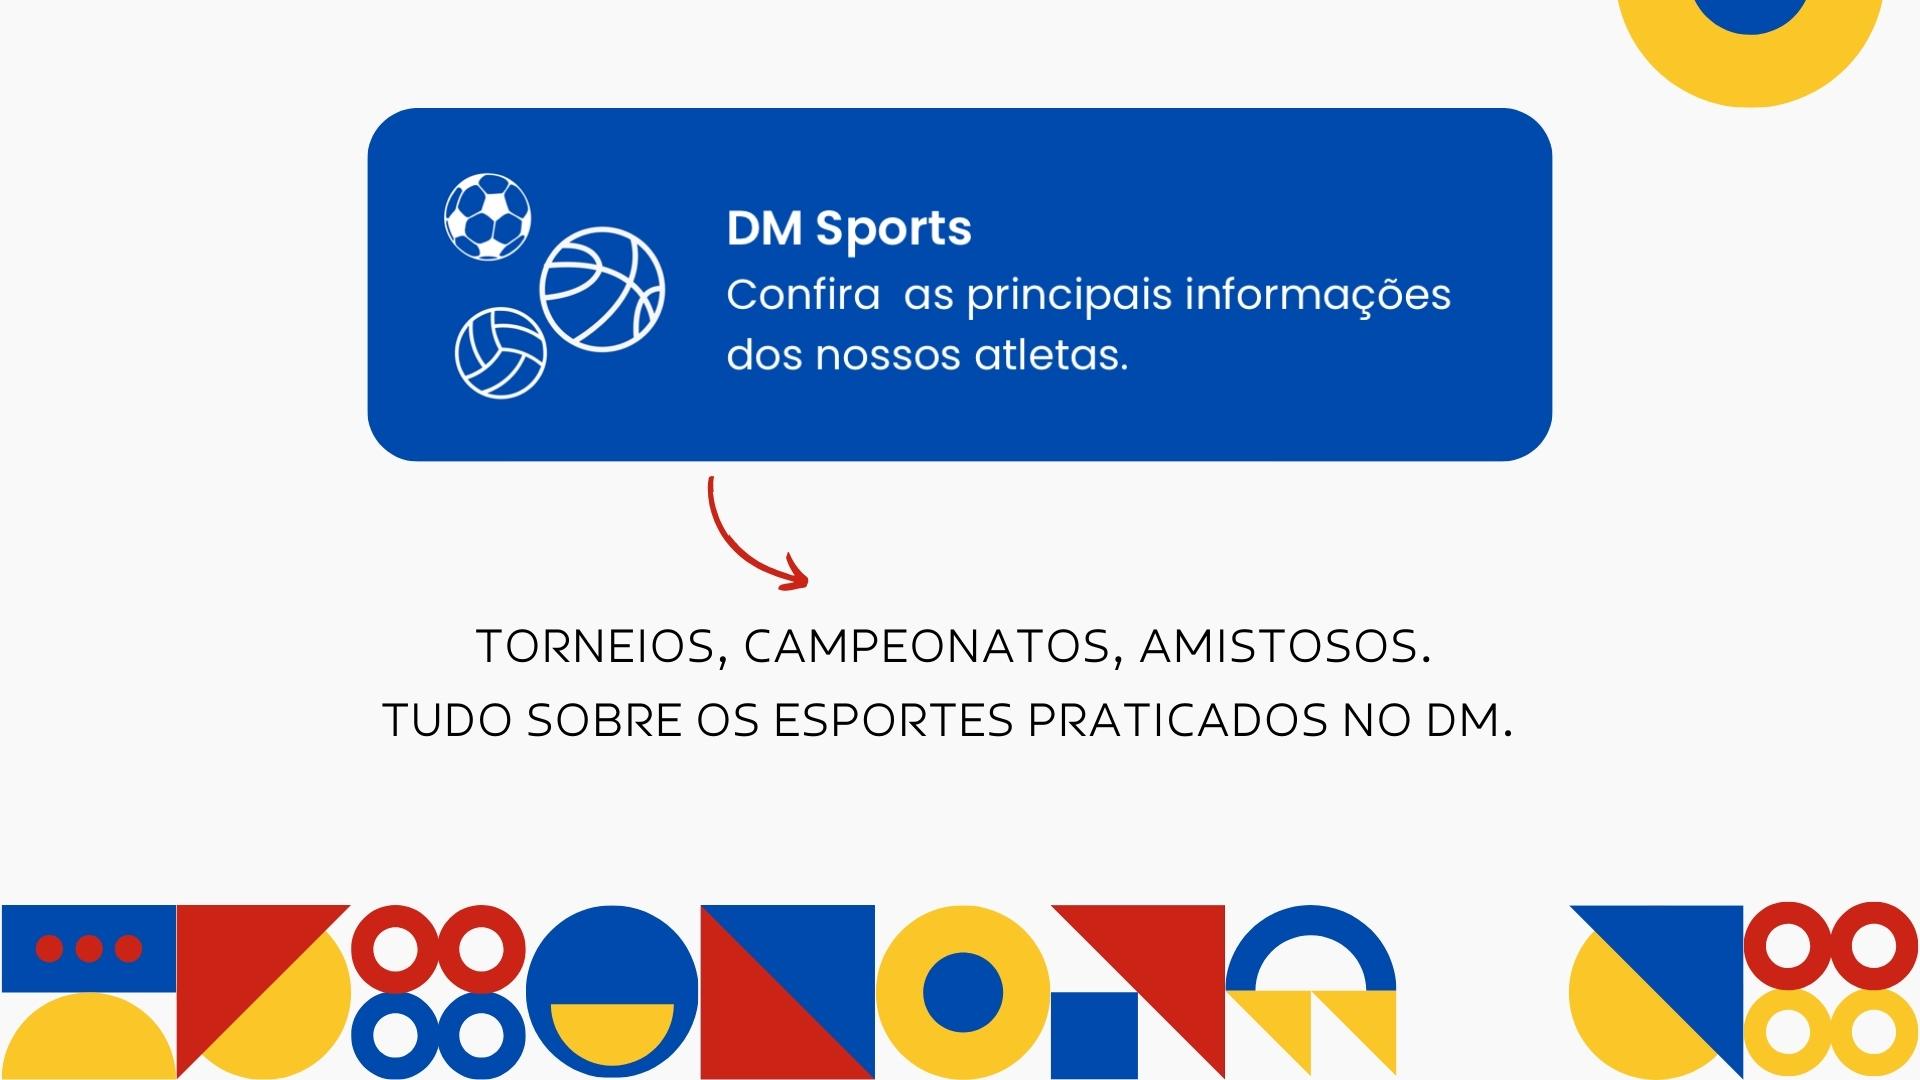 DM Sports
Confira  as principais informações
dos nossos atletas.
TORNEIOS, CAMPEONATOS, AMISTOSOS.
TUDO SOBRE OS ESPORTES PRATICADOS NO DM.